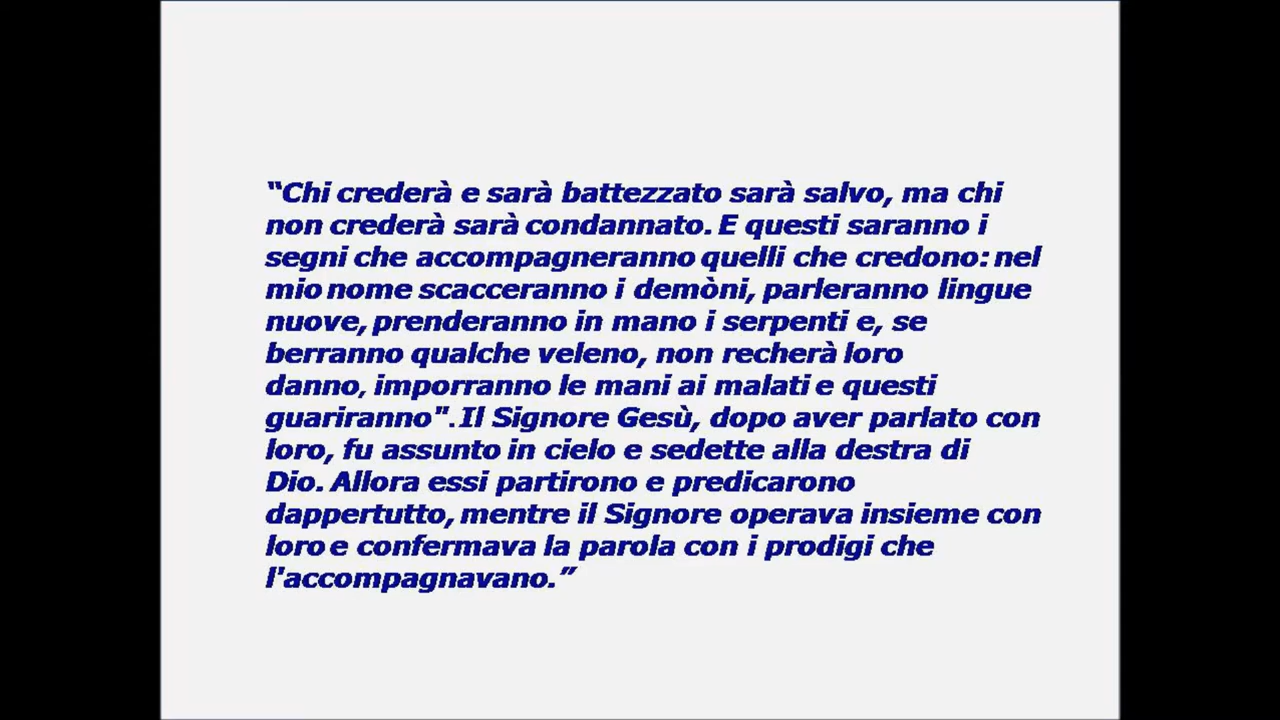 “Chi crederà e sarà battezzato sarà salvo, ma chi
non crederà sarà condannato. E questi saranno i
segni che accompagneranno quelli che credono: nel
mio nome scacceranno i demòni, parleranno lingue
nuove, prenderanno in mano i serpenti e, se
berranno qualche veleno, non recherà loro
danno, imporranno le mani ai malati e questi
guariranno". Il Signore Gesù, dopo aver parlato con
loro, fu assunto in cielo e sedette alla destra di
Dio. Allora essi partirono e predicarono
dappertutto, mentre il Signore operava insieme con
loro e confermava la parola con i prodigi che
l'accompagnavano.”